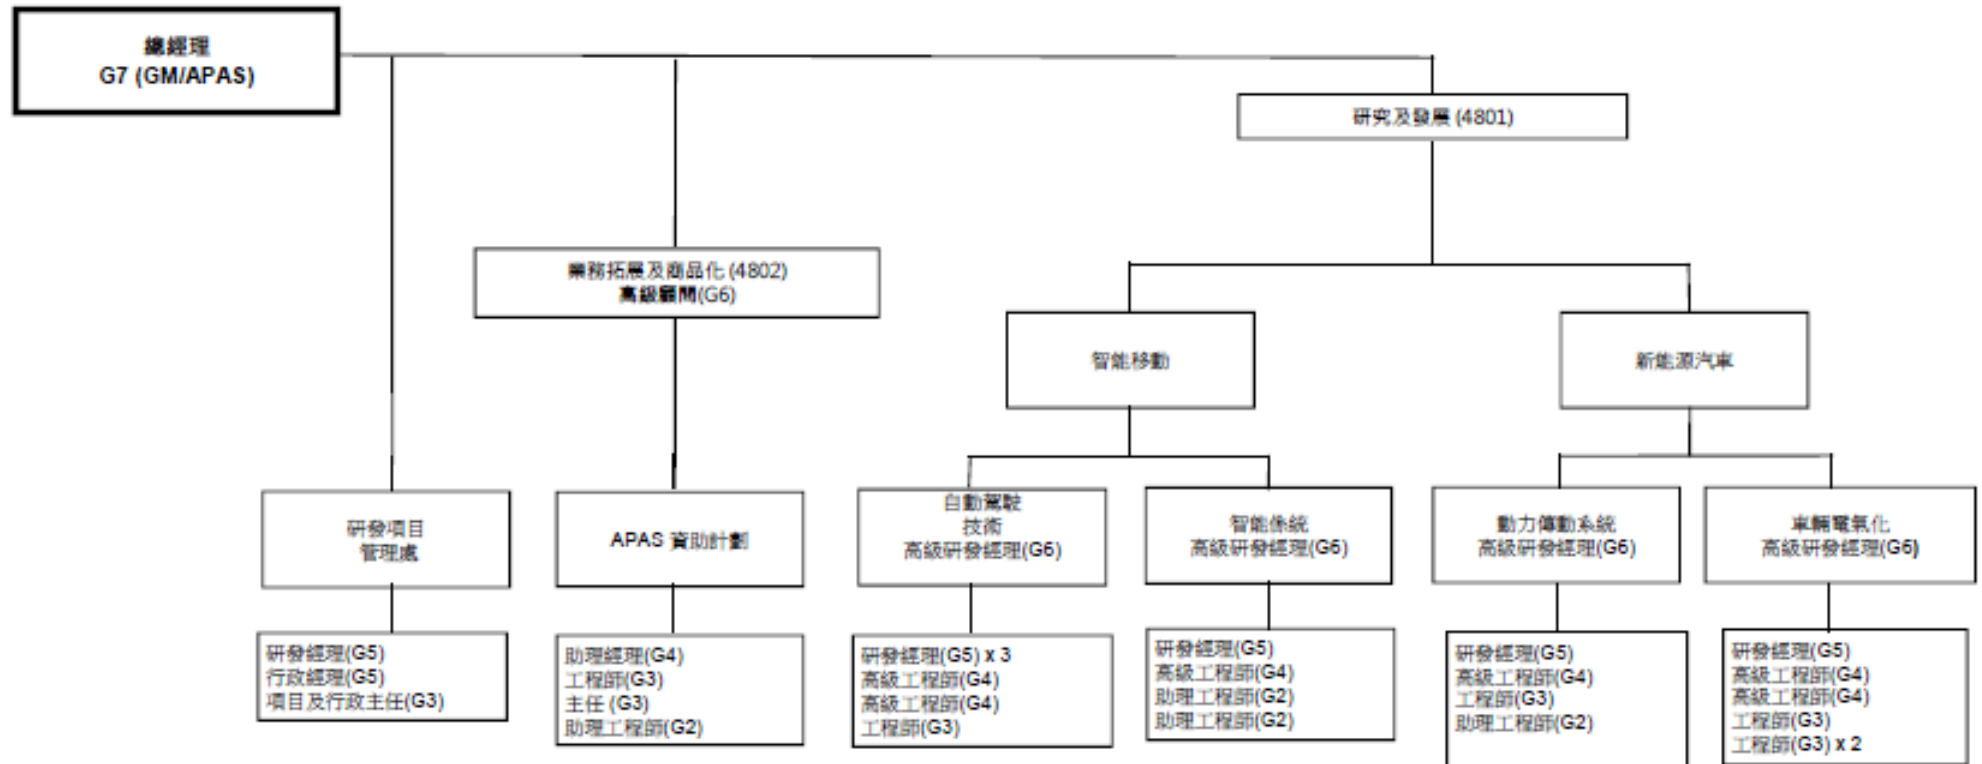 總經理
G7 (GM/APAS)
研究及發展 (4801)
業務拓展及商品化 (4802)
高級顧問(G6)
智能移動
新能源汽車
研發項目
管理處
APAS 資助計劃
自動駕駛
技術
高級研發經理(G6)
智能係統
高級研發經理(G6)
動力傳動系統
高級研發經理(G6)
車輛電氣化
高級研發經理(G6)
研發經理(G5)
行政經理(G5)
項目及行政主任(G3)
助理經理(G4)
工程師(G3)
主任 (G3)
助理工程師(G2)
研發經理(G5) x 3
高級工程師(G4)
高級工程師(G4)
工程師(G3)
研發經理(G5)
高級工程師(G4)
助理工程師(G2)
助理工程師(G2)
研發經理(G5)
高級工程師(G4)
工程師(G3)
助理工程師(G2)
研發經理(G5)
高級工程師(G4)
高級工程師(G4)
工程師(G3)
工程師(G3) x 2